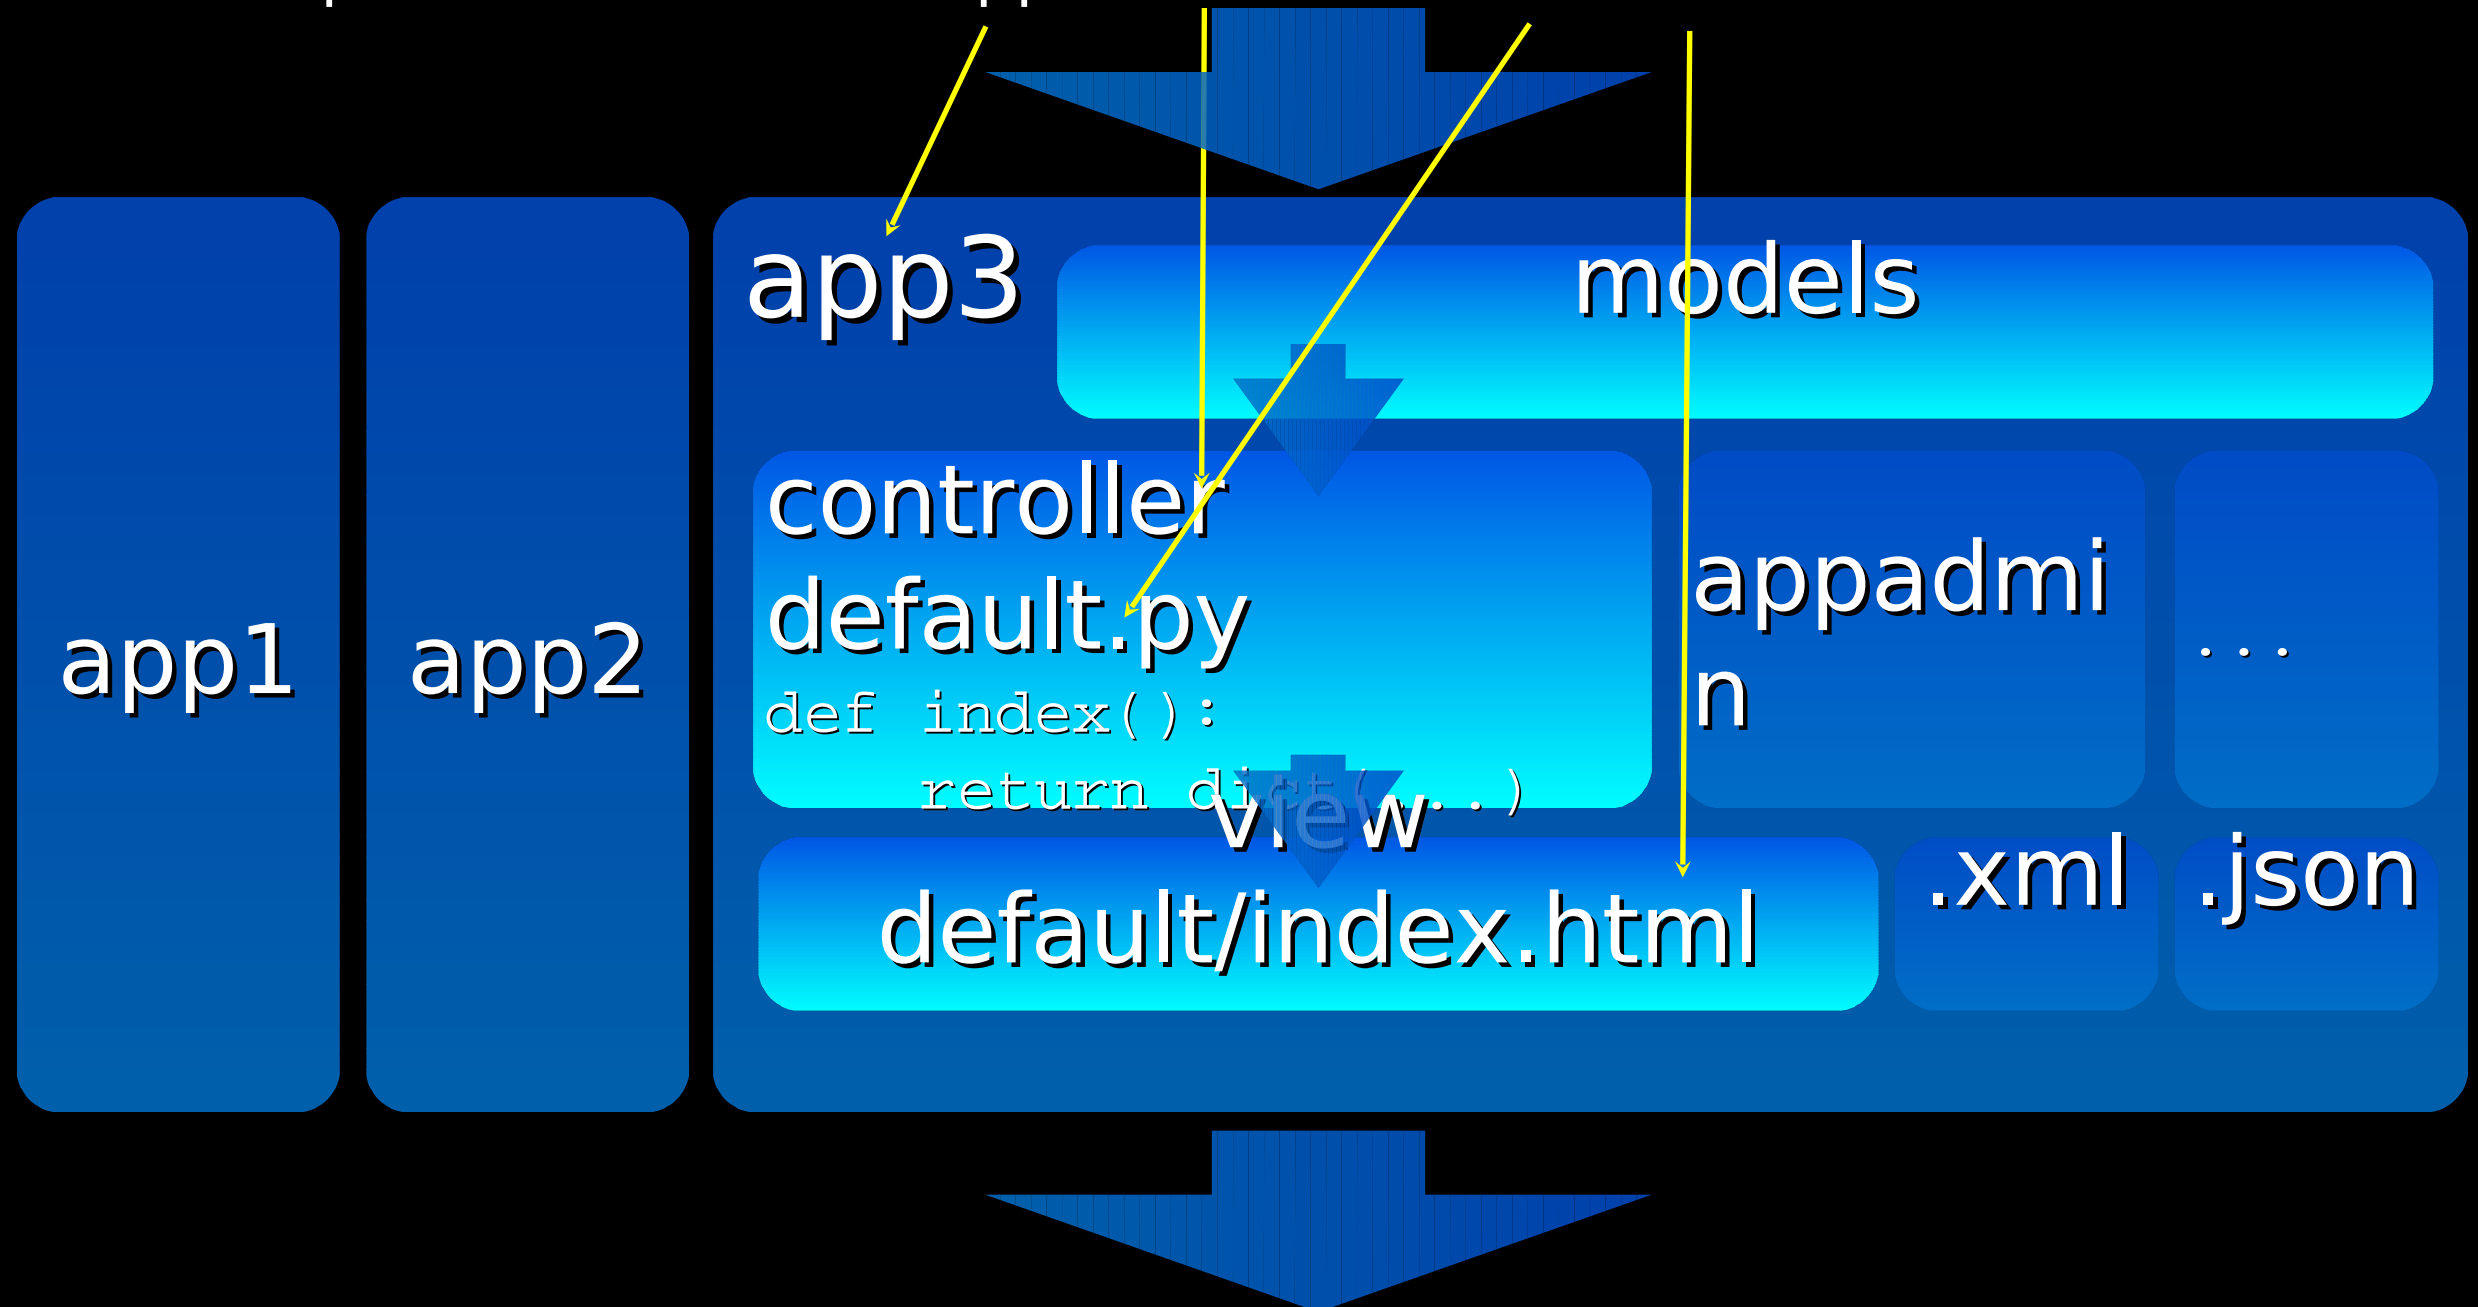 app1
app2
app3
models
controller
default.py
def index():
return dict(...)
appadmi
n
...
view
default/index.html
.xml
.json